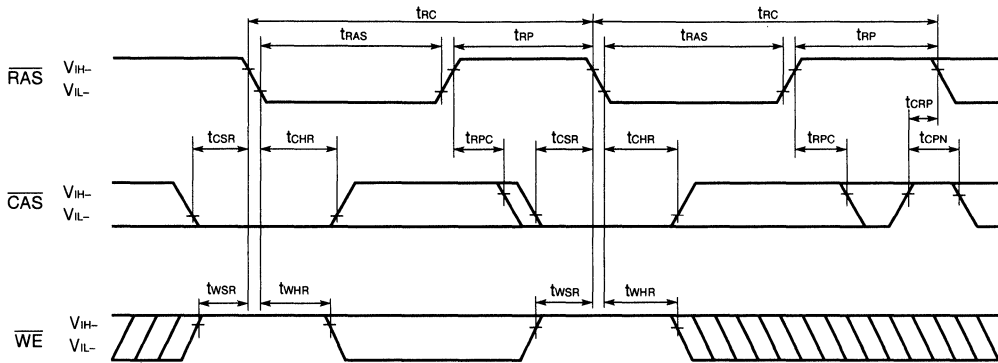 tRC tRC
tRAS tRP tRAS tRP
RAS VIH–
VIL–
tCRP
tCSR tCHR tRPC tCSR tCHR tRPC tCPN
CAS VIH–
VIL–
tWSR tWHR tWSR tWHR
WE VIH–
VIL–